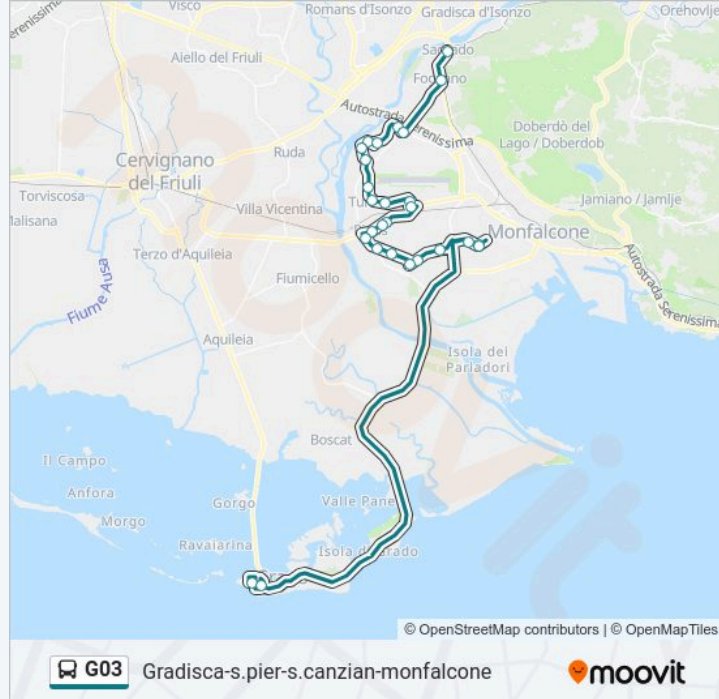 Visco
Romans d'Isonzo
Gradisca d'Isonzo
Orehovlje
Sagrado
Aiello del Friuli
Fogliano
Autostrada Serenissima
Doberdò del
Lago / Doberdob
Ruda
Cervignano
del Friuli
Torviscosa
Villa Vicentina
Jamiano / Jamlje
Malisana
Monfalcone
Terzo d'Aquileia
Fiumicello
Autostrada Serenissima
Fiume Ausa
Aquileia
Isola dei
Pariadori
Boscat
Il Campo
Anfora
Valle Pane
Gorgo
Morgo
Ravaiarina
Isola di Grado
© OpenStreetMap contributors | © OpenMapTiles
G03
Gradisca-s.pier-s.canzian-monfalcone
moovit